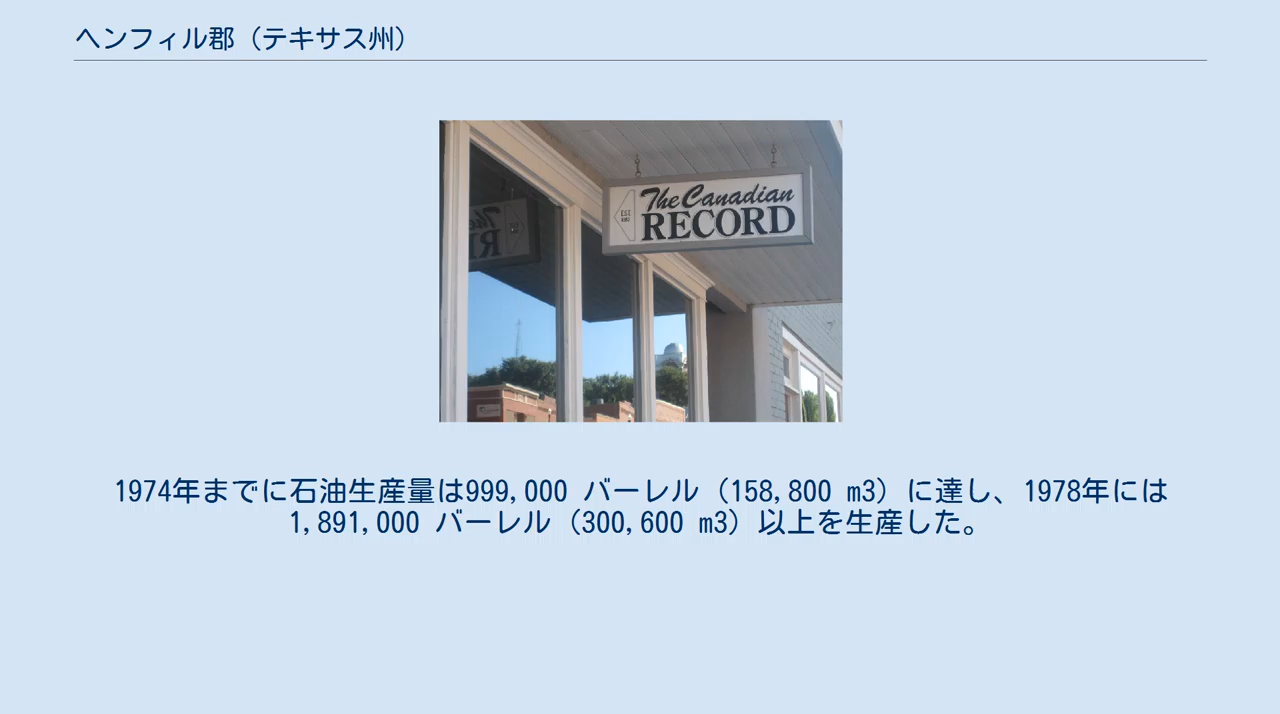 ヘンフィル郡（テキサス州）
The Canadian
RECORD
1974年までに石油生産量は999,000 バーレル（158,800 m3）に達し、1978年には
1,891,000 バーレル（300,600 m3）以上を生産した。